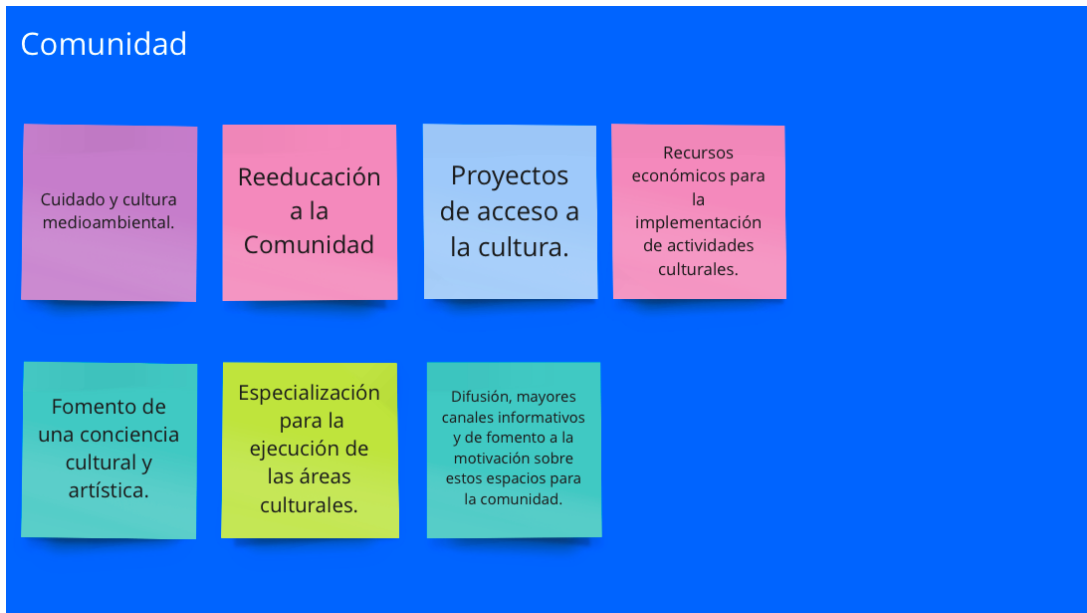 Comunidad
Cuidado y cultura
medioambiental.
Reeducación
a la
Comunidad
Proyectos
de acceso a
la cultura.
Recursos
económicos para
la
implementación
de actividades
culturales.
Fomento de
una conciencia
cultural y
artística.
Especialización
para la
ejecución de
las áreas
culturales.
Difusión, mayores
canales informativos
y de fomento a la
motivación sobre
estos espacios para
la comunidad.